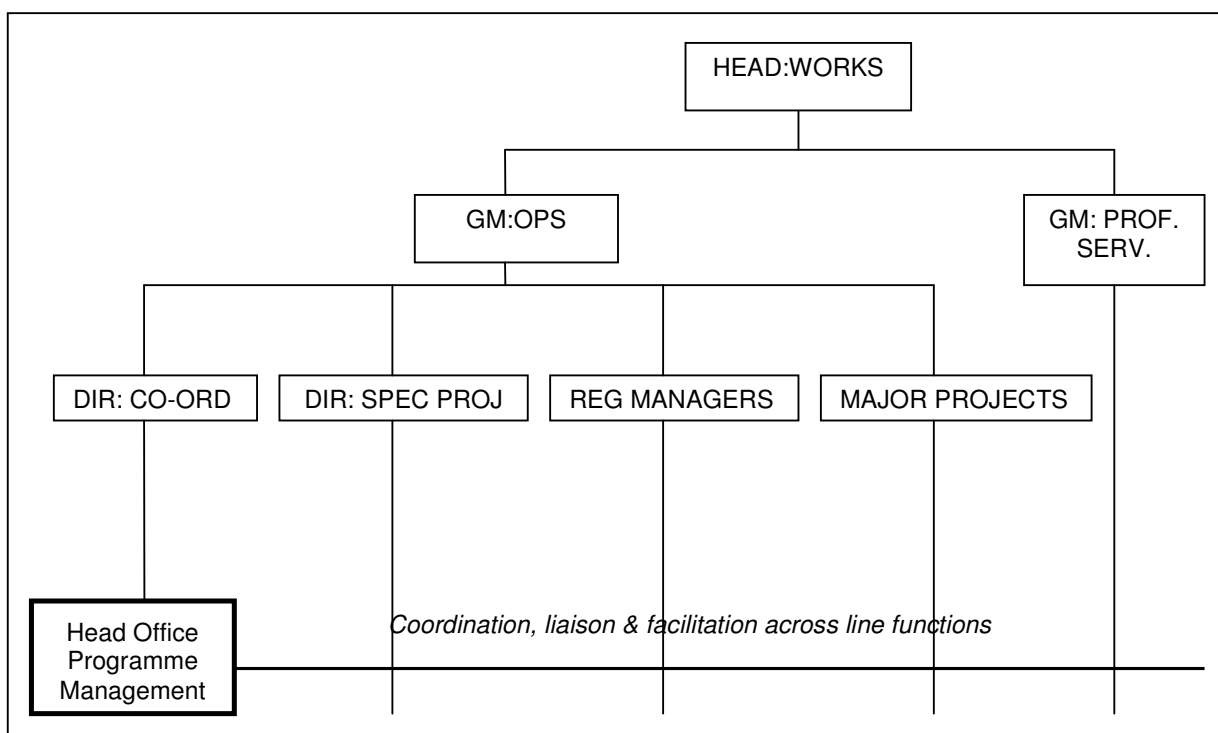 HEAD:WORKS
GM:OPS
GM: PROF.
SERV.
DIR: CO-ORD
DIR: SPEC PROJ
REG MANAGERS
MAJOR PROJECTS
Head Office
Programme
Management
Coordination, liaison & facilitation across line functions